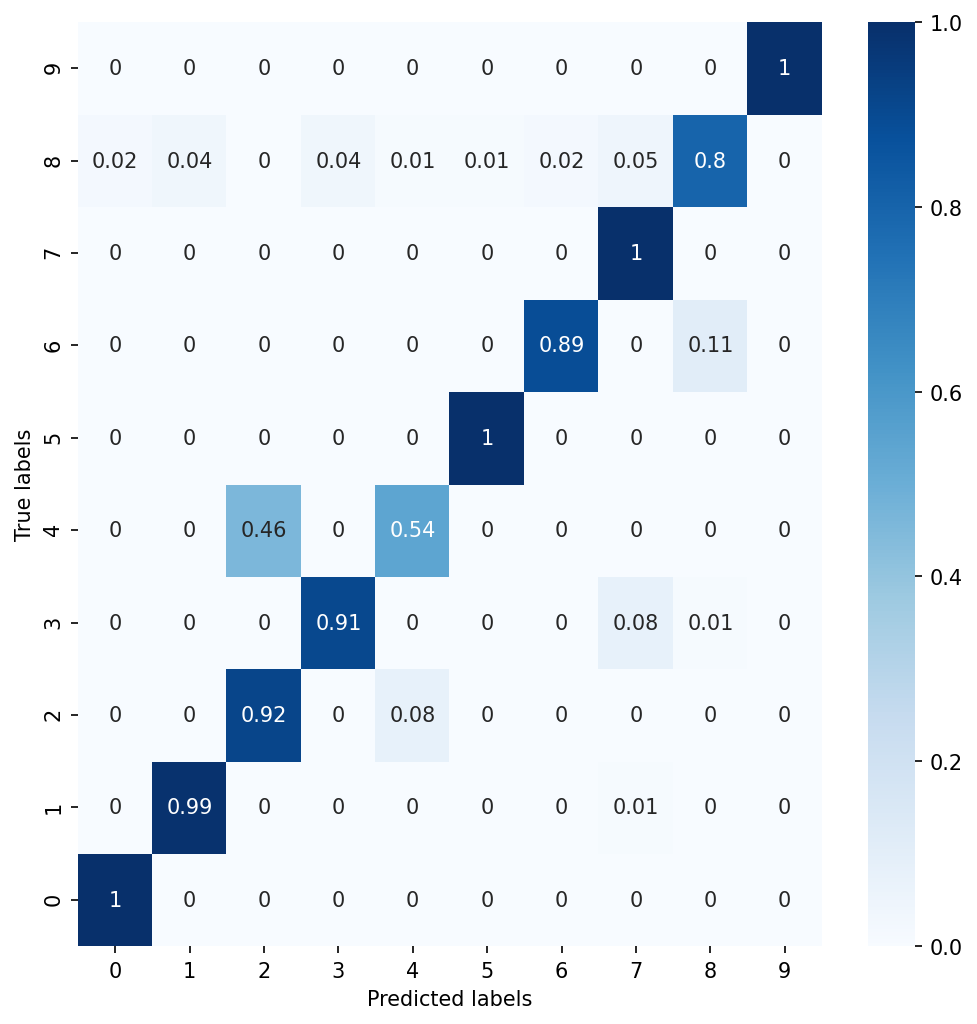 9 0 0 0 0 0 0 0 0 0 1
8 0.02 0.04 0 0.04 0.01 0.01 0.02 0.05 0.8 0
7 0 0 0 0 0 0 0 1 0 0
6 0 0 0 0 0 0 0.89 0 0.11 0
5 0 0 0 0 0 1 0 0 0 0
4 0 0 0.46 0 0.54 0 0 0 0 0
3 0 0 0 0.91 0 0 0 0.08 0.01 0
2 0 0 0.92 0 0.08 0 0 0 0 0
1 0 0.99 0 0 0 0 0 0.01 0 0
0 1 0 0 0 0 0 0 0 0 0
0 1 2 3 4 5 6 7 8 9
Predicted labels
True labels
1.0
0.8
0.6
0.4
0.2
0.0